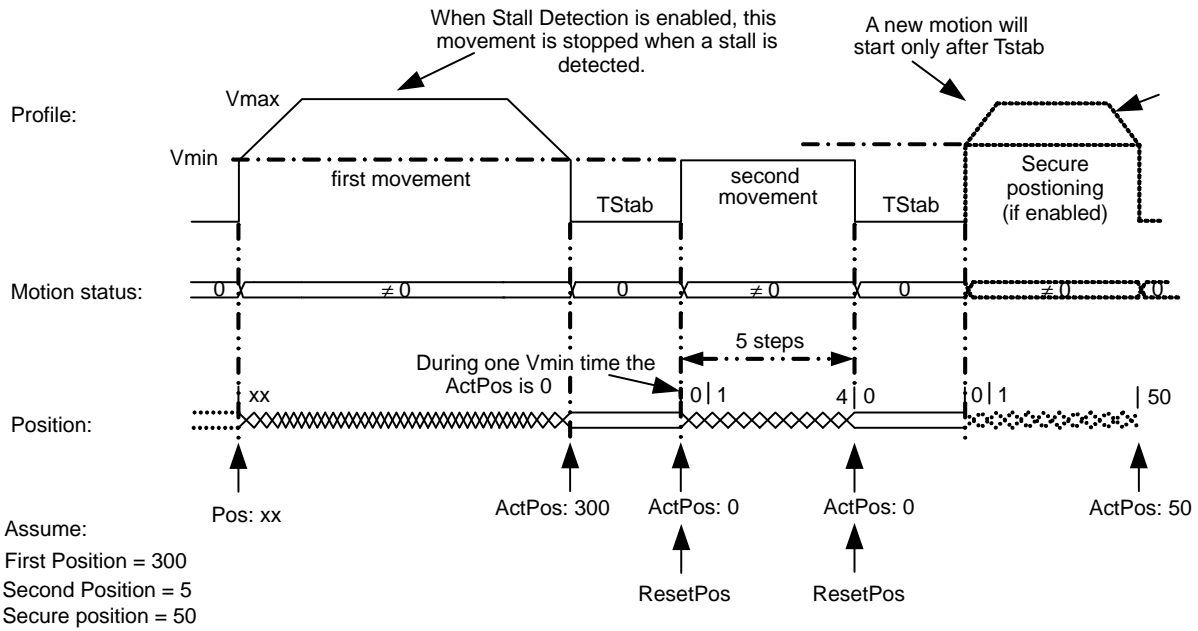 When Stall Detection is enabled, this
movement is stopped when a stall is
detected.
A new motion will
start only after Tstab
Profile:
Vmax
Vmin
first movement
TStab
second
movement
TStab
Secure
postioning
(if enabled)
Motion status:
0
≠ 0
0
≠ 0
0
≠ 0
0
5 steps
During one Vmin time the
ActPos is 0
Position:
xx
0 | 1
4 | 0
0 | 1
50
Pos: xx
ActPos: 300
ActPos: 0
ActPos: 0
ActPos: 50
Assume:
First Position = 300
Second Position = 5
Secure position = 50
ResetPos
ResetPos